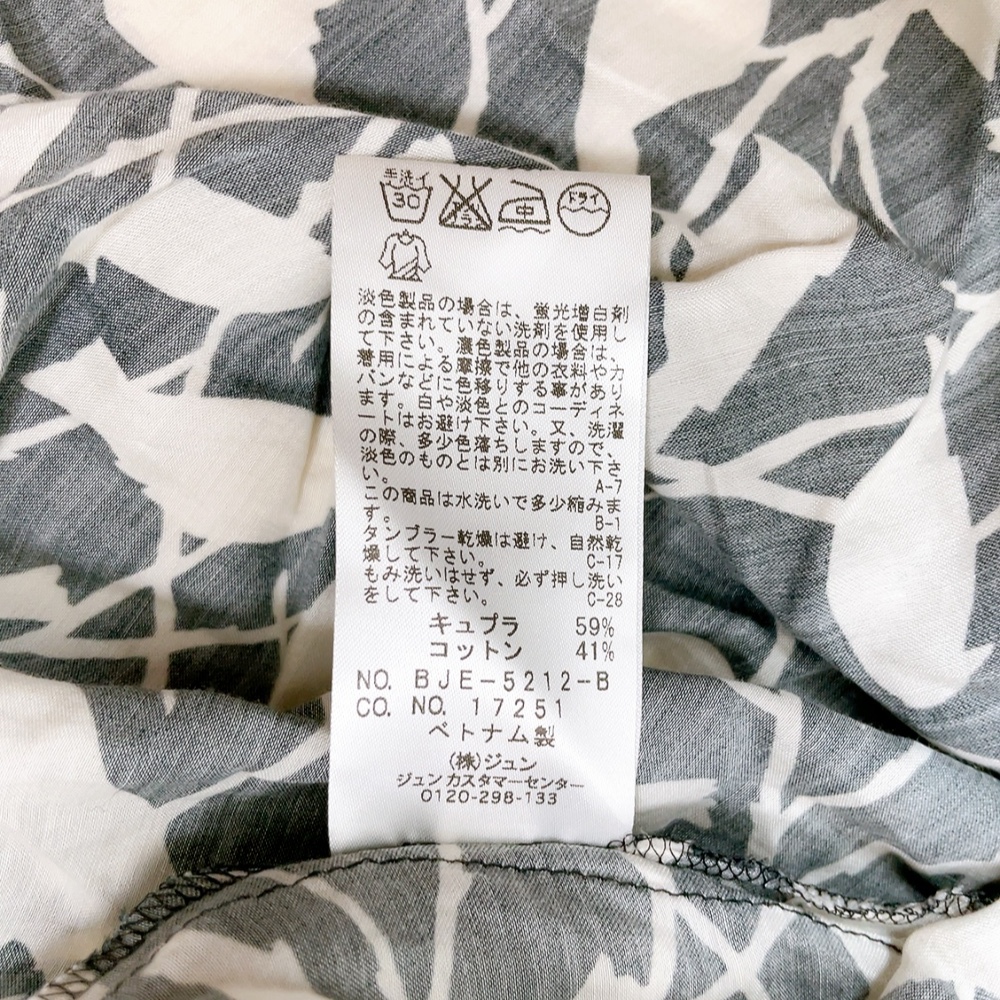 手洗イ
30
エンソサラシ
中
ドライ
淡色製品の場合は、蛍光増白剤
の含まれていない洗剤を使用し
て下さい。濃色製品の場合は、
着用による摩擦で他の衣料やカリ
バンなどに色移りする事があり
ます。白や淡色とのコーディネ
ートはお避け下さい。又、洗濯
の際、多少色落ちしますので、
淡色のものとは別にお洗い下さ
い。 A-7
この商品は水洗いで多少縮みま
す。 B-1
タンブラー乾燥は避け、自然乾
燥して下さい。 C-17
もみ洗いはせず、必ず押し洗い
をして下さい。 C-28
キュプラ 59%
コットン 41%
NO. BJE-5212-B
CO. NO. 17251
ベトナム製
(株)ジュン
ジュンカスタマーセンター
0120-298-133